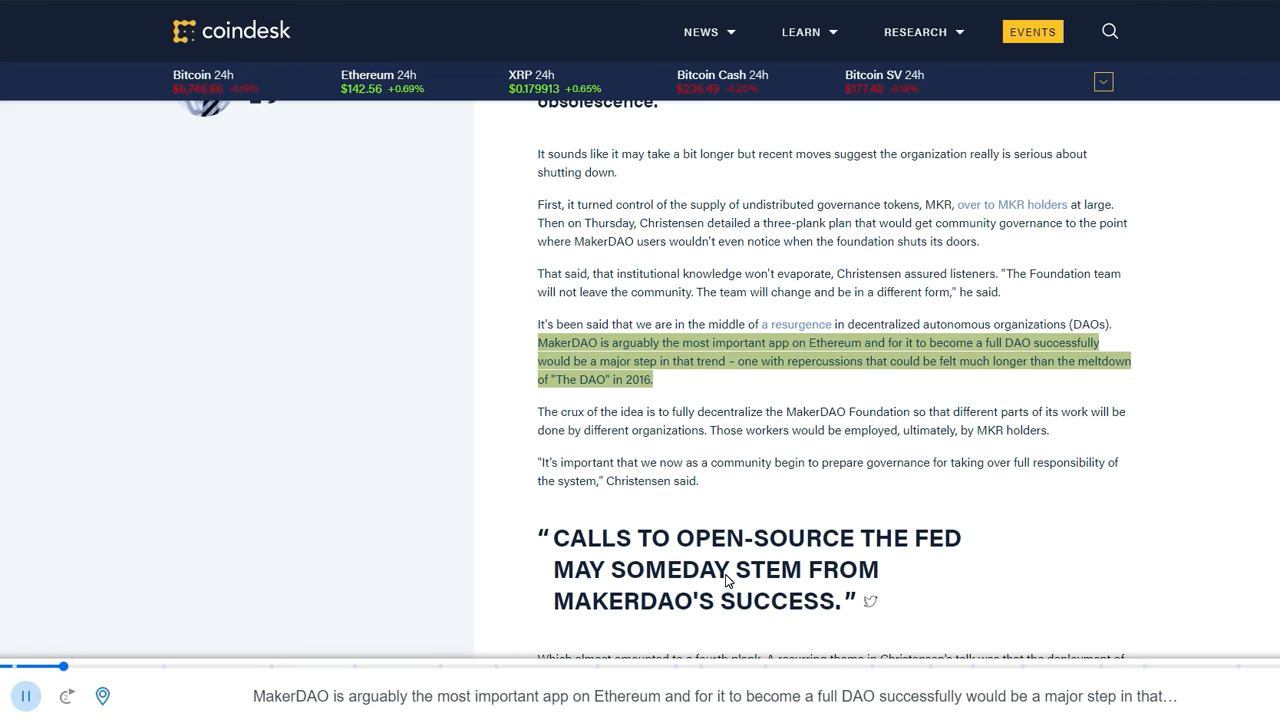 coindesk
NEWS LEARN RESEARCH EVENTS
Bitcoin 24h Ethereum 24h XRP 24h Bitcoin Cash 24h Bitcoin SV 24h
$6,746.66 -0.19% $142.56 +0.69% $0.179913 +0.65% $236.49 -0.20% $177.48 -0.18%
obsolescence.
It sounds like it may take a bit longer but recent moves suggest the organization really is serious about
shutting down.
First, it turned control of the supply of undistributed governance tokens, MKR, over to MKR holders at large.
Then on Thursday, Christensen detailed a three-plank plan that would get community governance to the point
where MakerDAO users wouldn't even notice when the foundation shuts its doors.
That said, that institutional knowledge won't evaporate, Christensen assured listeners. "The Foundation team
will not leave the community. The team will change and be in a different form," he said.
It's been said that we are in the middle of a resurgence in decentralized autonomous organizations (DAOs).
MakerDAO is arguably the most important app on Ethereum and for it to become a full DAO successfully
would be a major step in that trend – one with repercussions that could be felt much longer than the meltdown
of "The DAO" in 2016.
The crux of the idea is to fully decentralize the MakerDAO Foundation so that different parts of its work will be
done by different organizations. Those workers would be employed, ultimately, by MKR holders.
"It's important that we now as a community begin to prepare governance for taking over full responsibility of
the system," Christensen said.
“ CALLS TO OPEN-SOURCE THE FED
MAY SOMEDAY STEM FROM
MAKERDAO'S SUCCESS. ”
Which almost amounted to a fourth plank. A recurring theme in Christensen's talk was that the deployment of
MakerDAO is arguably the most important app on Ethereum and for it to become a full DAO successfully would be a major step in that…